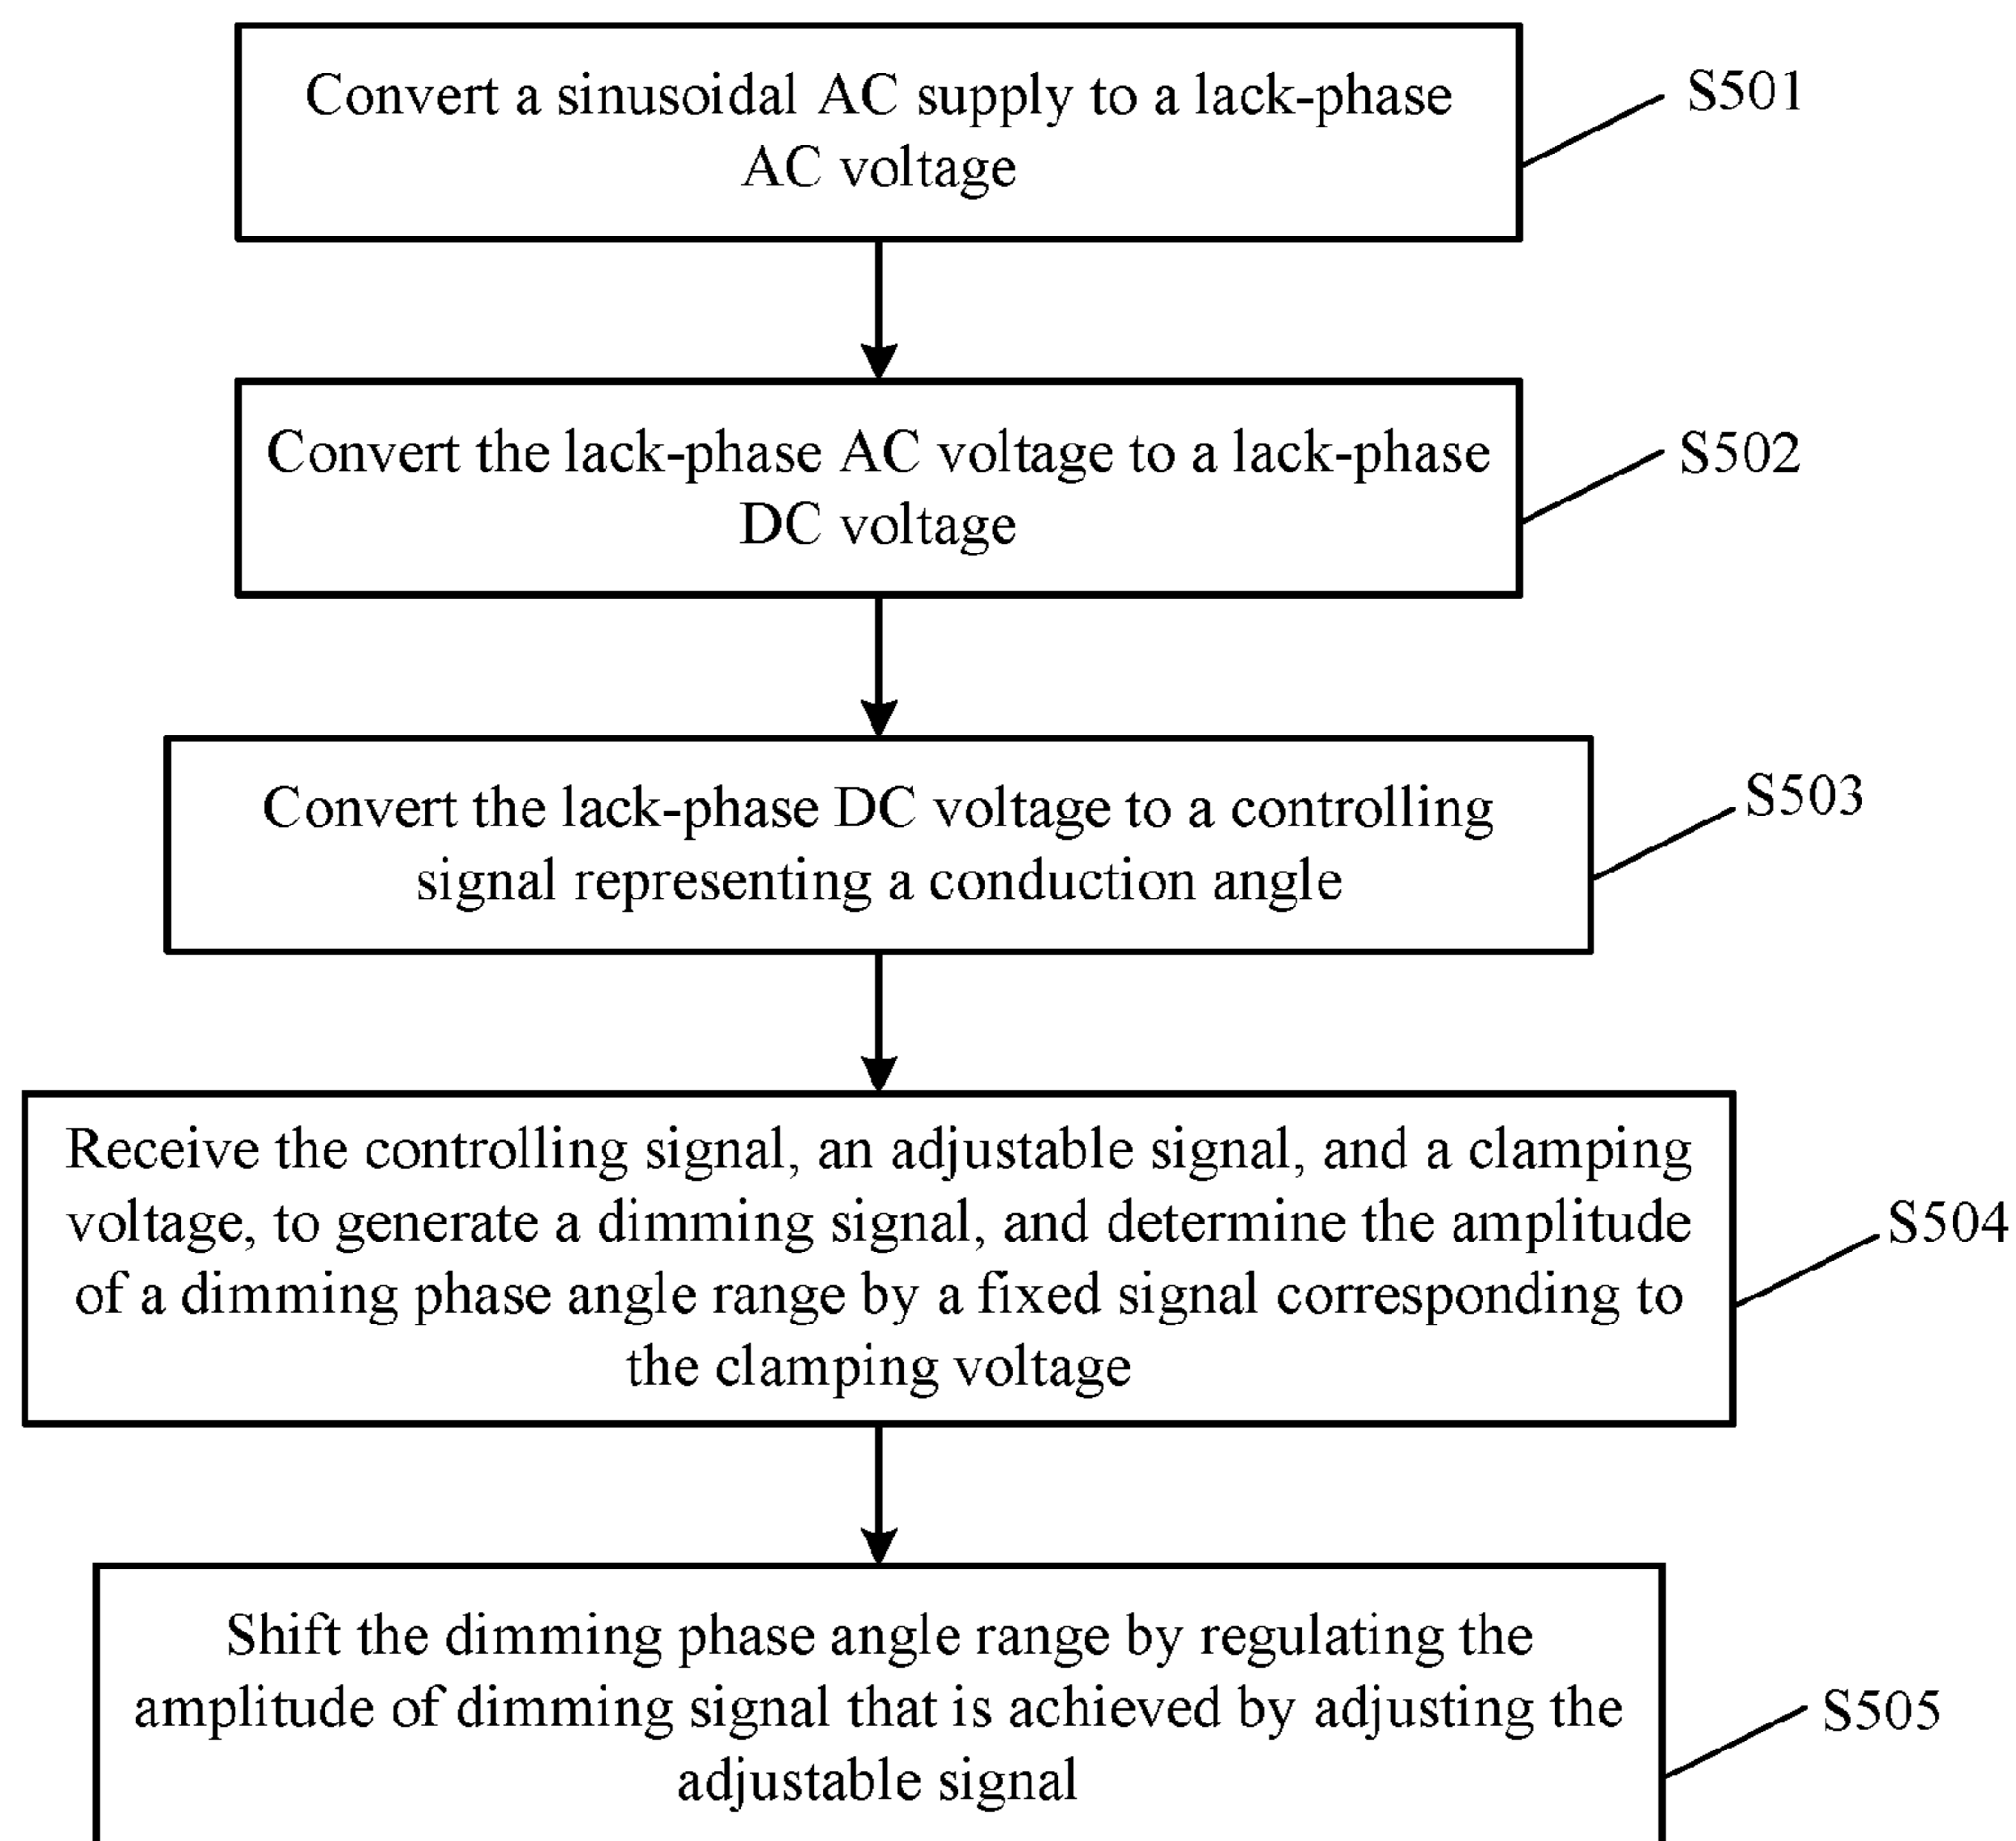 Convert a sinusoidal AC supply to a lack-phase
AC voltage
S501
Convert the lack-phase AC voltage to a lack-phase
DC voltage
S502
Convert the lack-phase DC voltage to a controlling
signal representing a conduction angle
S503
Receive the controlling signal, an adjustable signal, and a clamping
voltage, to generate a dimming signal, and determine the amplitude
of a dimming phase angle range by a fixed signal corresponding to
the clamping voltage
S504
Shift the dimming phase angle range by regulating the
amplitude of dimming signal that is achieved by adjusting the
adjustable signal
S505